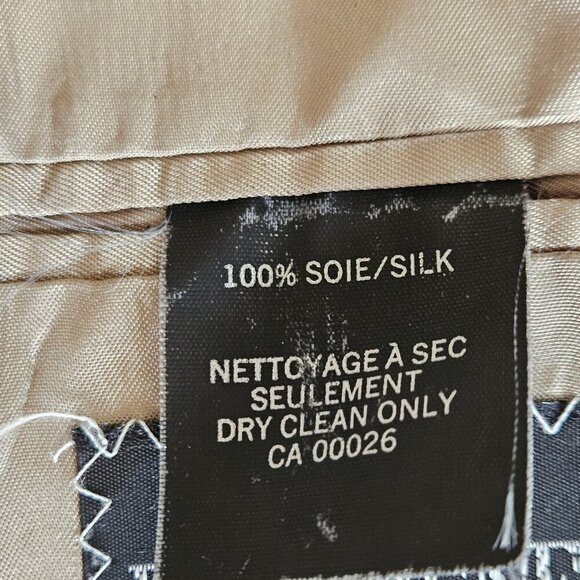 100% SOIE/SILK
NETTOYAGE À SEC
SEULEMENT
DRY CLEAN ONLY
CA 00026